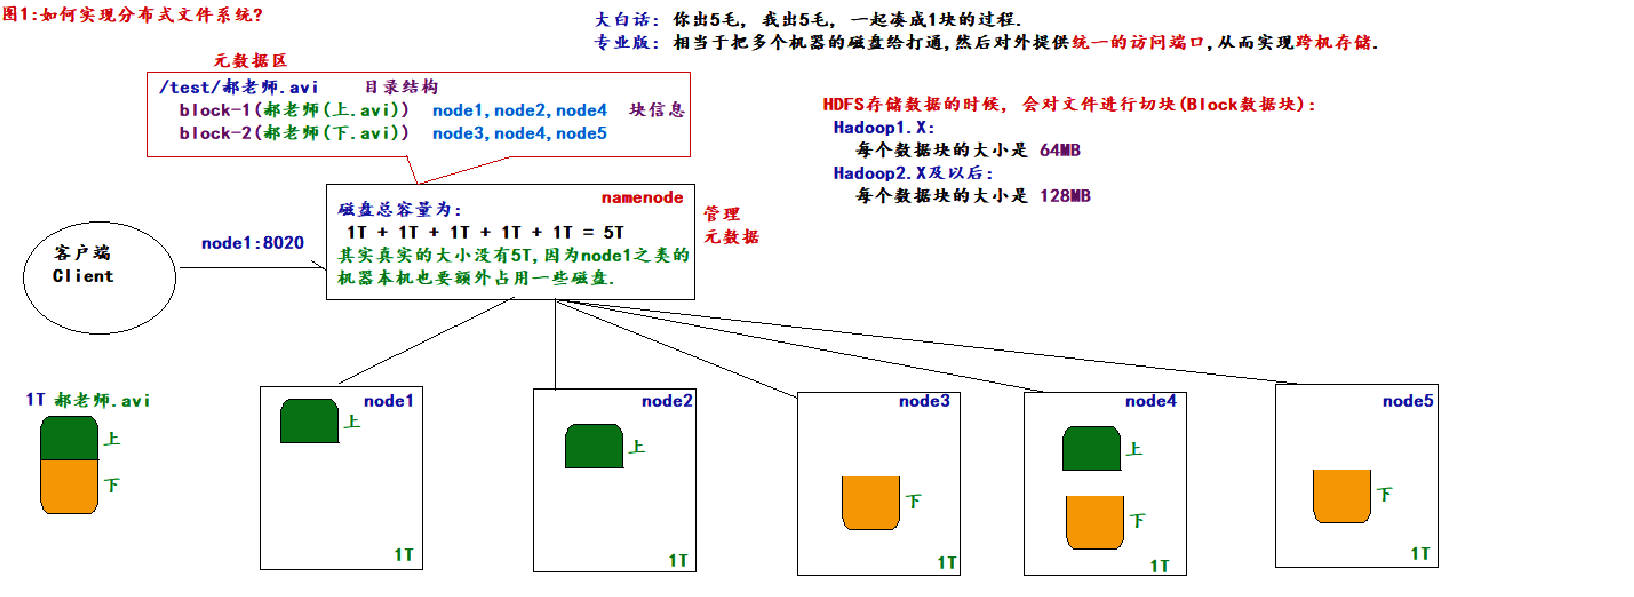 图1:如何实现分布式文件系统?
大白话: 你出5毛, 我出5毛, 一起凑成1块的过程.
专业版: 相当于把多个机器的磁盘给打通,然后对外提供统一的访问端口,从而实现跨机存储.
元数据区
/test/郝老师.avi 目录结构
block-1(郝老师(上.avi)) node1,node2,node4 块信息
block-2(郝老师(下.avi)) node3,node4,node5
HDFS存储数据的时候, 会对文件进行切块(Block数据块):
Hadoop1.X:
每个数据块的大小是 64MB
Hadoop2.X及以后:
每个数据块的大小是 128MB
namenode
磁盘总容量为:
1T + 1T + 1T + 1T + 1T = 5T
其实真实的大小没有5T,因为node1之类的
机器本机也要额外占用一些磁盘.
管理
元数据
客户端
Client
node1:8020
1T 郝老师.avi
上
下
node1
上
1T
node2
上
1T
node3
下
1T
node4
上
下
1T
node5
下
1T